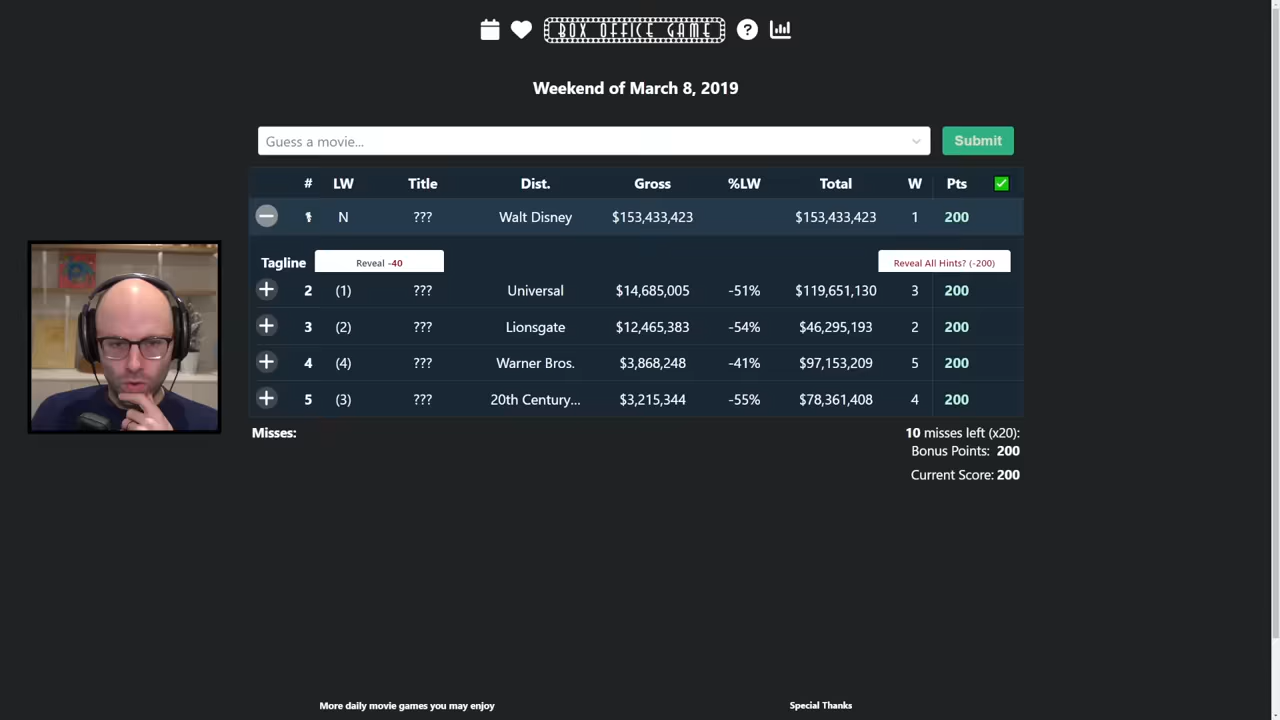 BOX OFFICE GAME
Weekend of March 8, 2019
Guess a movie...
Submit
# LW Title Dist. Gross %LW Total W Pts
1 N ??? Walt Disney $153,433,423 $153,433,423 1 200
Tagline Reveal -40 Reveal All Hints? (-200)
2 (1) ??? Universal $14,685,005 -51% $119,651,130 3 200
3 (2) ??? Lionsgate $12,465,383 -54% $46,295,193 2 200
4 (4) ??? Warner Bros. $3,868,248 -41% $97,153,209 5 200
5 (3) ??? 20th Century... $3,215,344 -55% $78,361,408 4 200
Misses: 10 misses left (x20):
Bonus Points: 200
Current Score: 200
More daily movie games you may enjoy Special Thanks